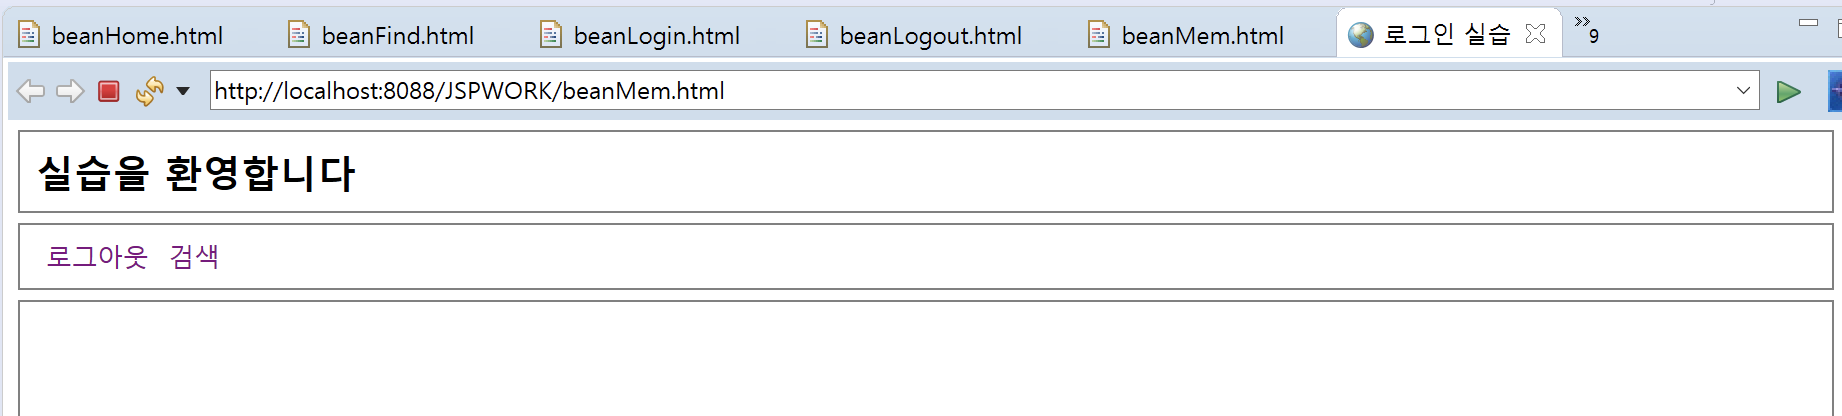 beanHome.html beanFind.html beanLogin.html beanLogout.html beanMem.html 로그인 실습 »9
http://localhost:8088/JSPWORK/beanMem.html
실습을 환영합니다
로그아웃 검색